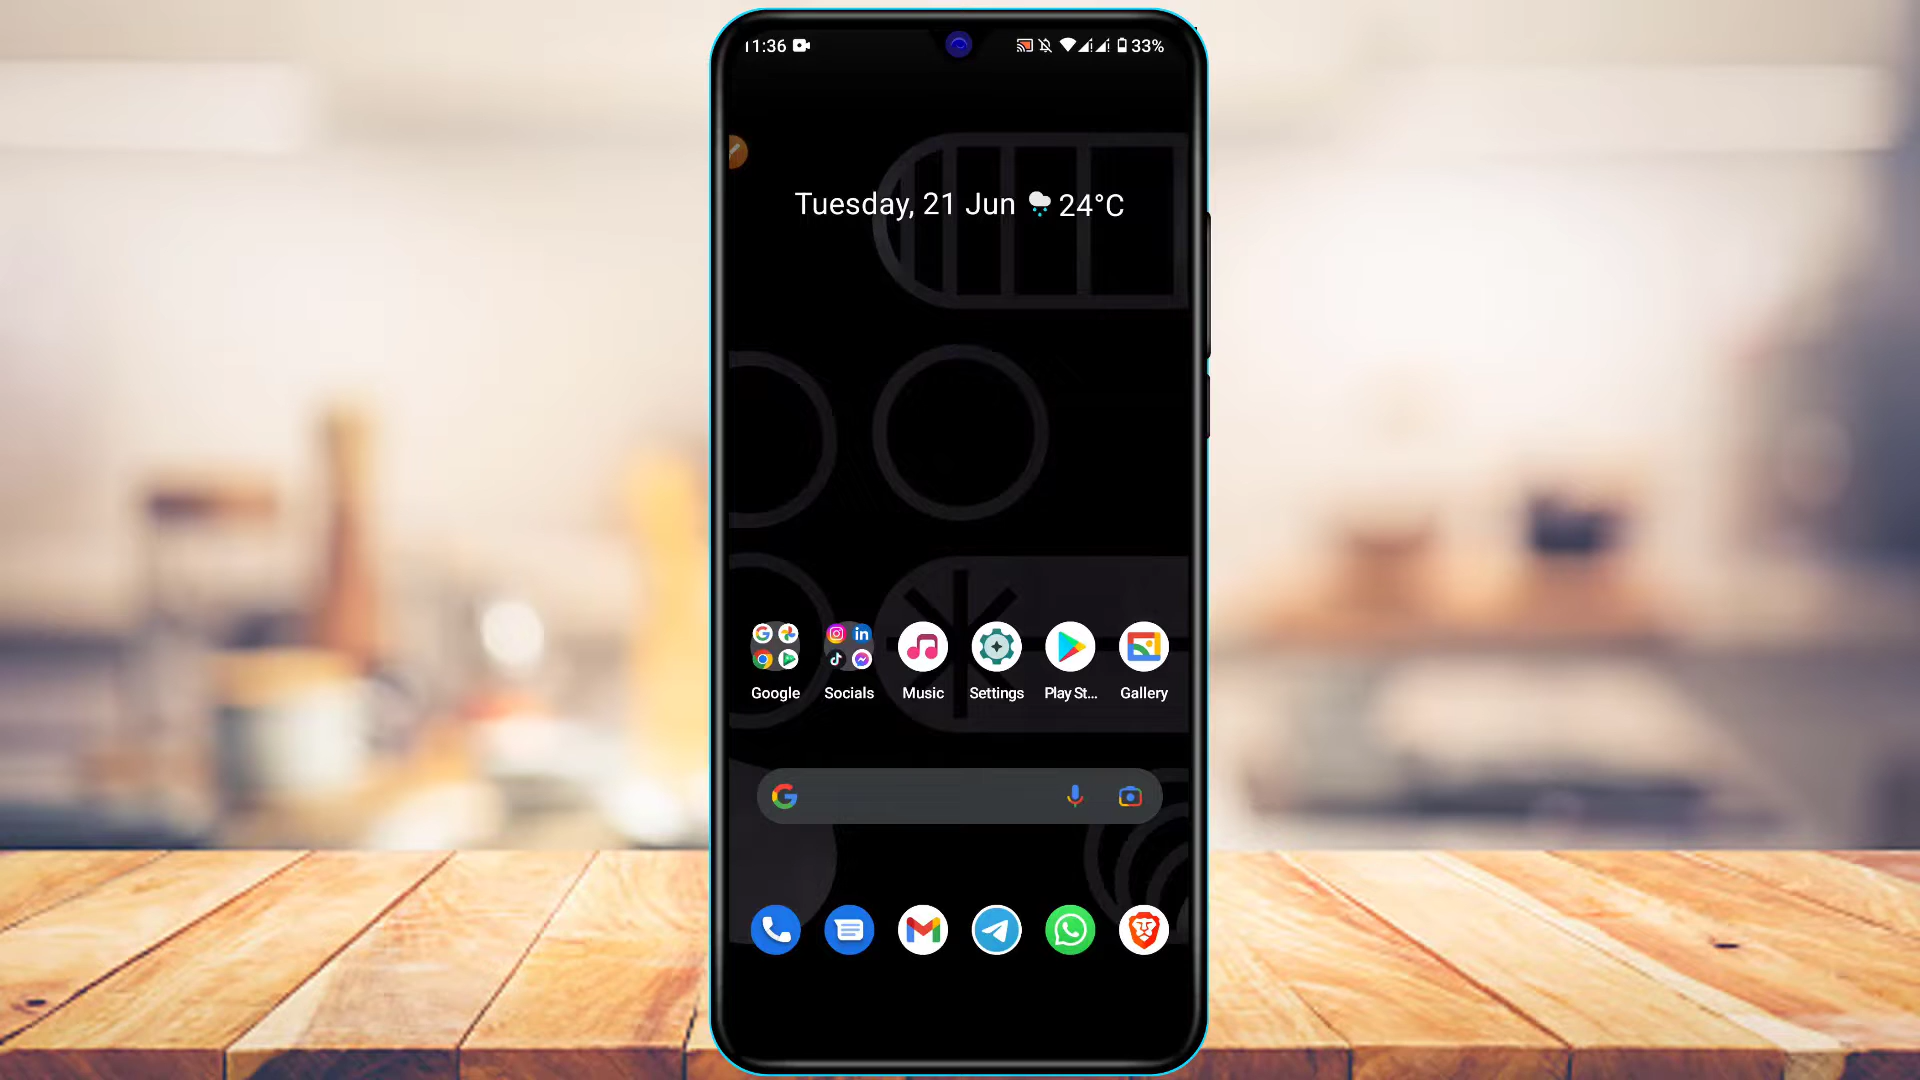 11:36 33%
Tuesday, 21 Jun 24°C
Google Socials Music Settings Play St... Gallery